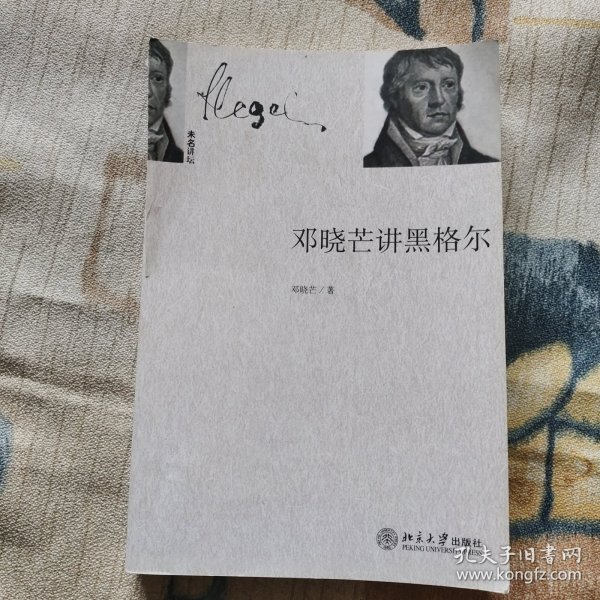 Hegel
未名讲坛
邓晓芒讲黑格尔
邓晓芒／著
北京大学出版社
PEKING UNIVERSITY PRESS
孔夫子旧书网
www.kongfz.com